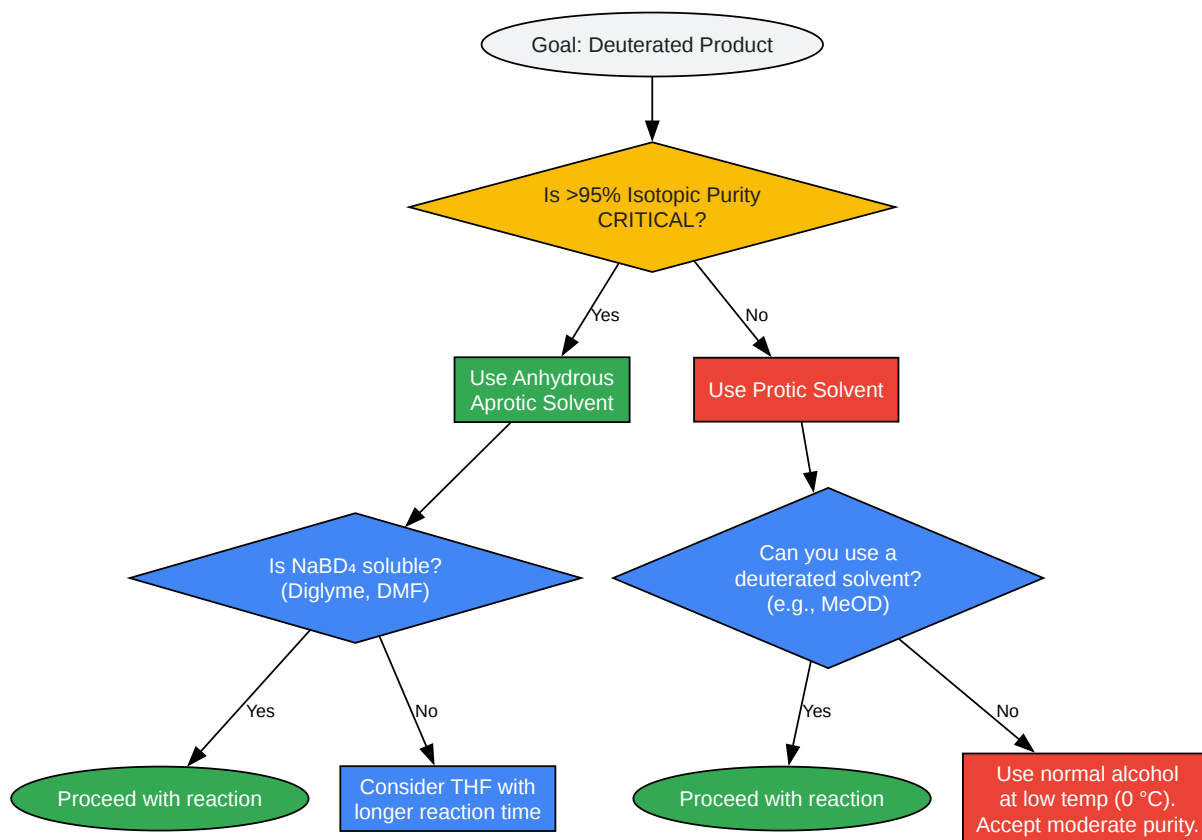 Goal: Deuterated Product
Is >95% Isotopic Purity
CRITICAL?
Yes
No
Use Anhydrous
Aprotic Solvent
Use Protic Solvent
Is NaBD₄ soluble?
(Diglyme, DMF)
Can you use a
deuterated solvent?
(e.g., MeOD)
Yes
No
Yes
No
Proceed with reaction
Consider THF with
longer reaction time
Proceed with reaction
Use normal alcohol
at low temp (0 °C).
Accept moderate purity.